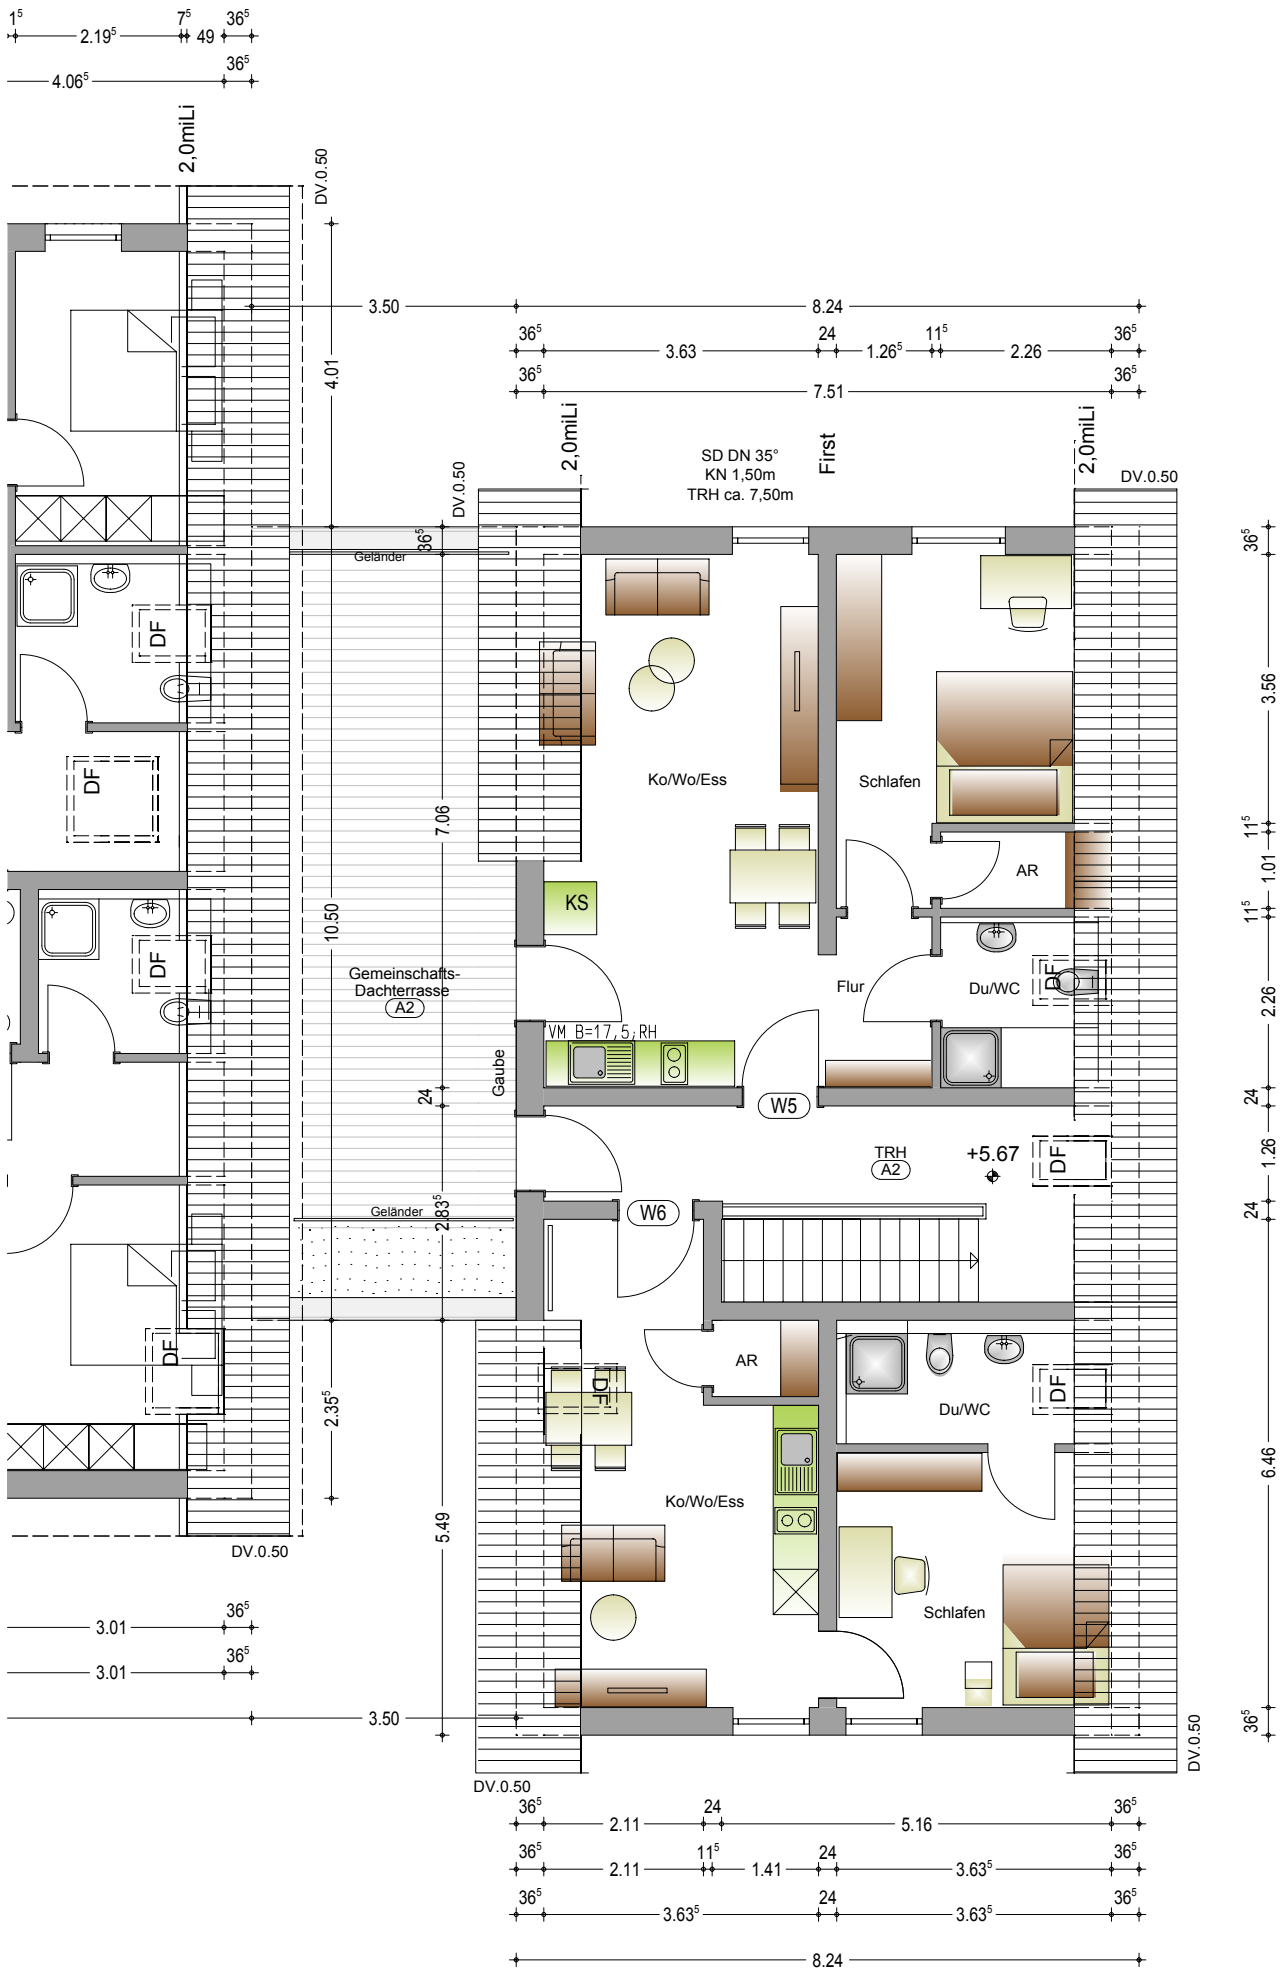 1⁵ 2.19⁵ 7⁵ 49 36⁵
4.06⁵ 36⁵
2,0miLi
DV.0.50
3.50 8.24
36⁵ 3.63 24 1.26⁵ 11⁵ 2.26 36⁵
36⁵ 7.51 36⁵
4.01
2,0miLi
SD DN 35°
KN 1,50m
TRH ca. 7,50m
First
2,0miLi
DV.0.50
DV.0.50
36⁵
Geländer
36⁵
DF
3.56
DF
Ko/Wo/Ess
Schlafen
7.06
11⁵
AR
1.01
KS
11⁵
10.50
DF
Gemeinschafts-
Dachterrasse
A2
Flur
Du/WC
DF
2.26
VM B=17,5;RH
Gaube
24
W5
24
TRH
A2
+5.67
DF
1.26
Geländer
2.83⁵
W6
24
DF
AR
DF
DF
Du/WC
2.35⁵
6.46
Ko/Wo/Ess
5.49
DV.0.50
Schlafen
3.01 36⁵
3.01 36⁵
3.50
36⁵
DV.0.50
DV.0.50
36⁵ 2.11 24 5.16 36⁵
36⁵ 2.11 11⁵ 1.41 24 3.63⁵ 36⁵
36⁵ 3.63⁵ 24 3.63⁵ 36⁵
8.24